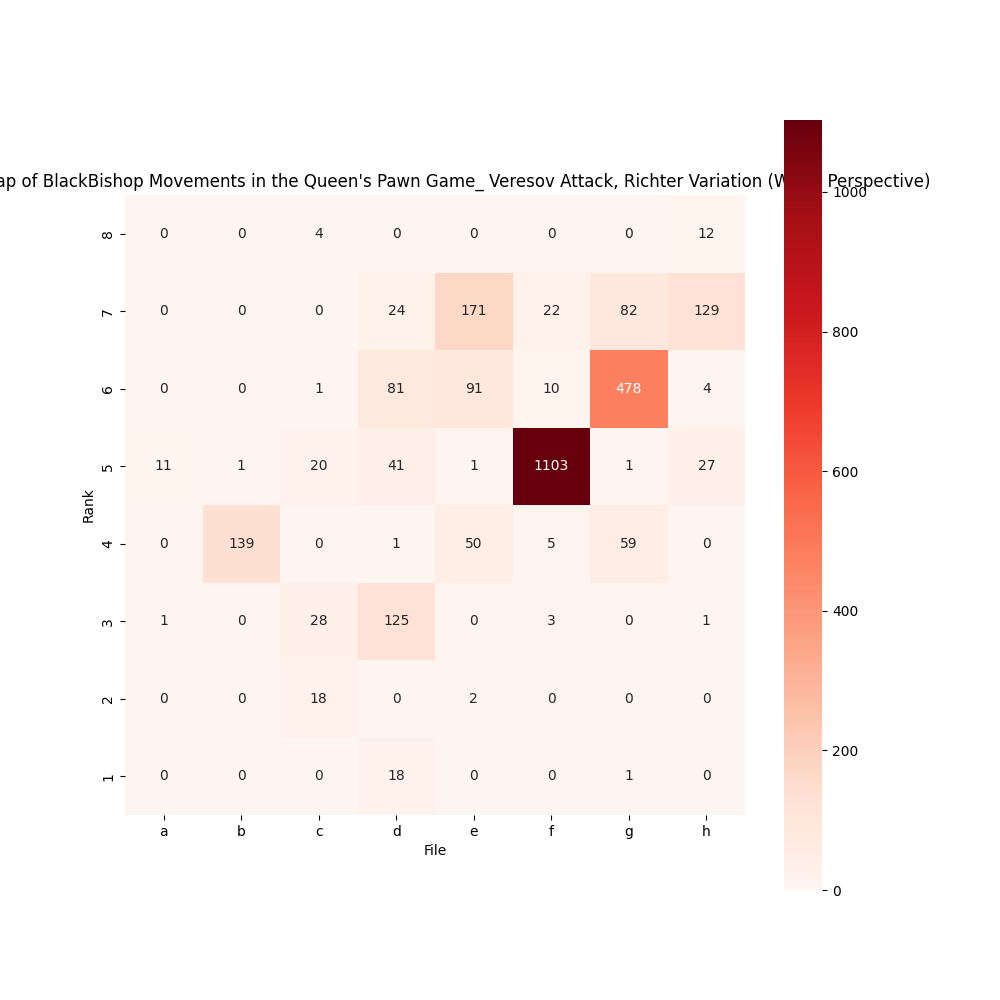 ap of BlackBishop Movements in the Queen's Pawn Game_ Veresov Attack, Richter Variation (W Perspective)
1000
8 0 0 4 0 0 0 0 12
7 0 0 0 24 171 22 82 129
800
6 0 0 1 81 91 10 478 4
600
5 11 1 20 41 1 1103 1 27
Rank
4 0 139 0 1 50 5 59 0
400
3 1 0 28 125 0 3 0 1
2 0 0 18 0 2 0 0 0
200
1 0 0 0 18 0 0 1 0
a b c d e f g h
File
0